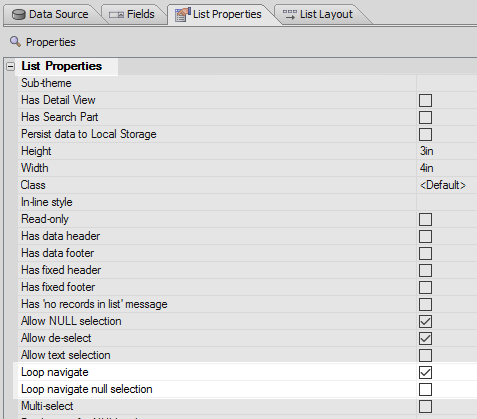 Data Source Fields List Properties List Layout
Properties
List Properties
Sub-theme
Has Detail View
Has Search Part
Persist data to Local Storage
Height 3in
Width 4in
Class <Default>
In-line style
Read-only
Has data header
Has data footer
Has fixed header
Has fixed footer
Has 'no records in list' message
Allow NULL selection
Allow de-select
Allow text selection
Loop navigate
Loop navigate null selection
Multi-select